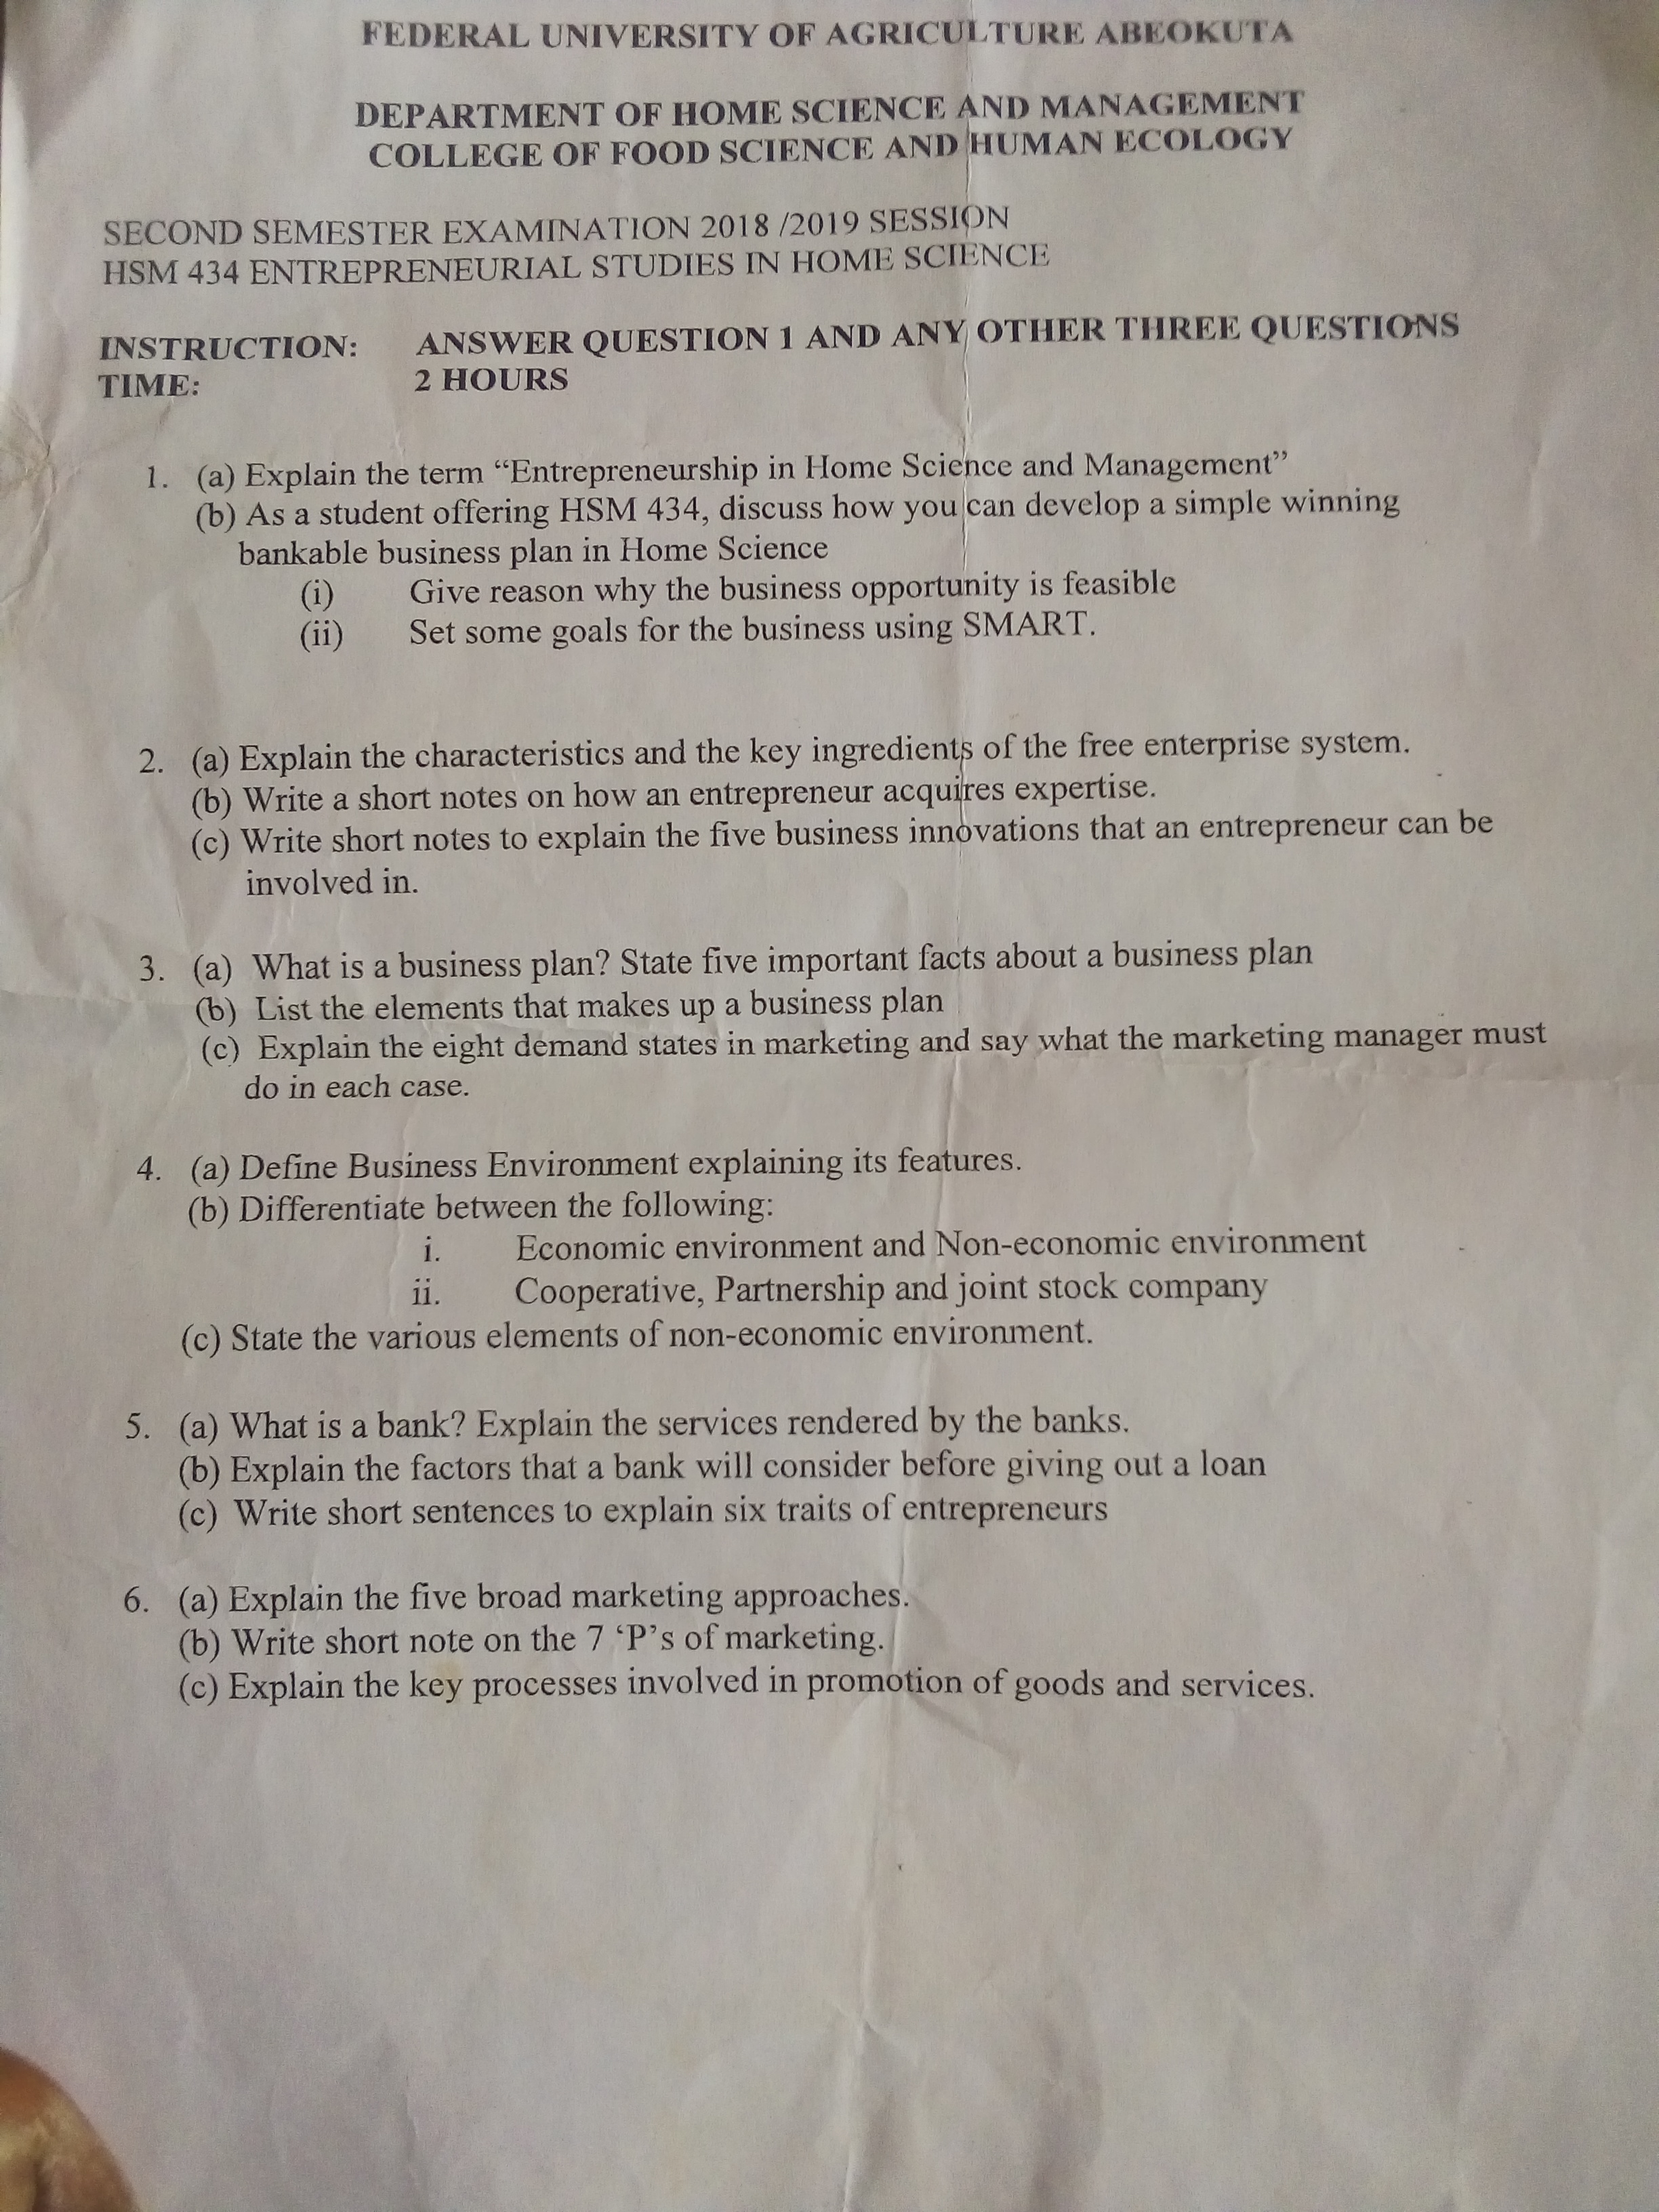 FEDERAL UNIVERSITY OF AGRICULTURE ABEOKUTA
DEPARTMENT OF HOME SCIENCE AND MANAGEMENT
COLLEGE OF FOOD SCIENCE AND HUMAN ECOLOGY
SECOND SEMESTER EXAMINATION 2018 /2019 SESSION
HSM 434 ENTREPRENEURIAL STUDIES IN HOME SCIENCE
INSTRUCTION: ANSWER QUESTION 1 AND ANY OTHER THREE QUESTIONS
TIME: 2 HOURS
1. (a) Explain the term “Entrepreneurship in Home Science and Management”
(b) As a student offering HSM 434, discuss how you can develop a simple winning
bankable business plan in Home Science
(i) Give reason why the business opportunity is feasible
(ii) Set some goals for the business using SMART.
2. (a) Explain the characteristics and the key ingredients of the free enterprise system.
(b) Write a short notes on how an entrepreneur acquires expertise.
(c) Write short notes to explain the five business innovations that an entrepreneur can be
involved in.
3. (a) What is a business plan? State five important facts about a business plan
(b) List the elements that makes up a business plan
(c) Explain the eight demand states in marketing and say what the marketing manager must
do in each case.
4. (a) Define Business Environment explaining its features.
(b) Differentiate between the following:
i. Economic environment and Non-economic environment
ii. Cooperative, Partnership and joint stock company
(c) State the various elements of non-economic environment.
5. (a) What is a bank? Explain the services rendered by the banks.
(b) Explain the factors that a bank will consider before giving out a loan
(c) Write short sentences to explain six traits of entrepreneurs
6. (a) Explain the five broad marketing approaches.
(b) Write short note on the 7 ‘P’s of marketing.
(c) Explain the key processes involved in promotion of goods and services.